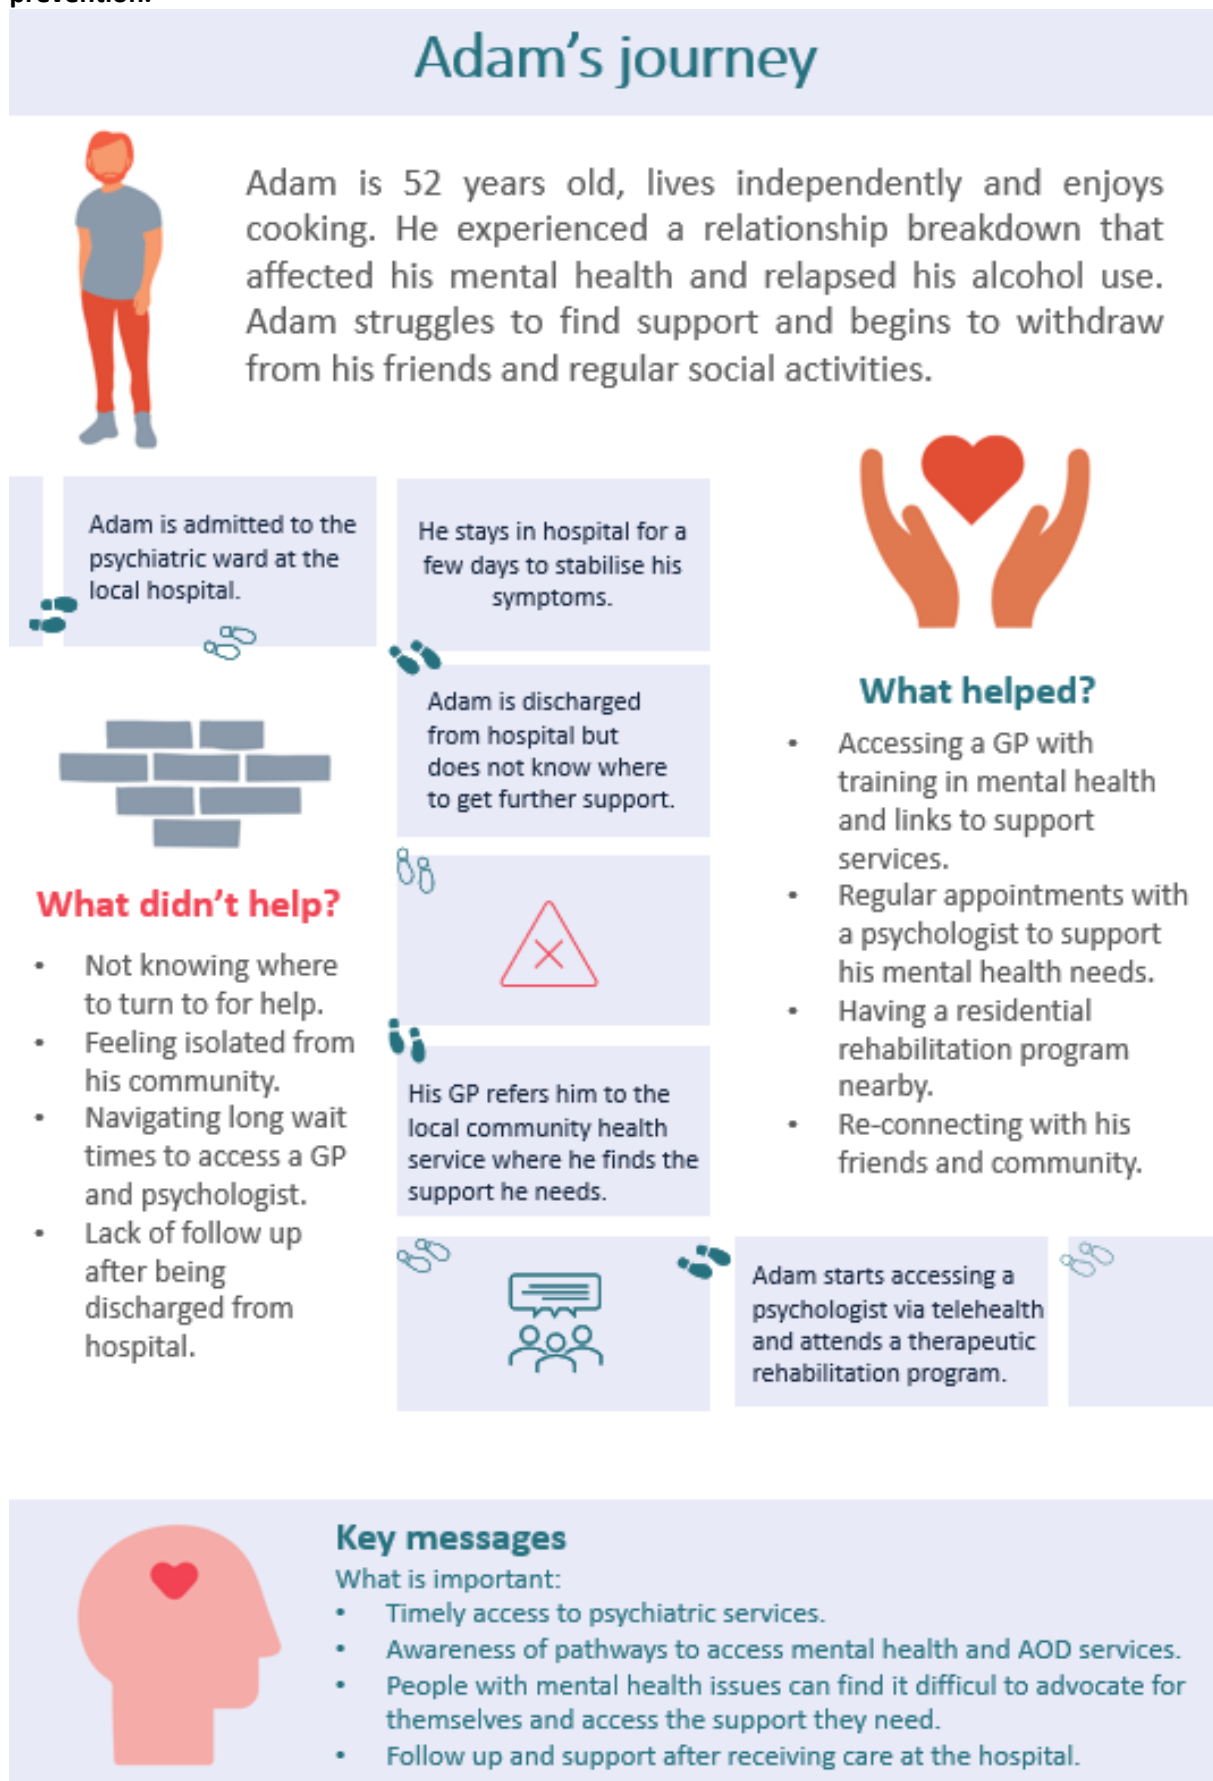 prevention.
Adam's journey
Adam is 52 years old, lives independently and enjoys
cooking. He experienced a relationship breakdown that
affected his mental health and relapsed his alcohol use.
Adam struggles to find support and begins to withdraw
from his friends and regular social activities.
Adam is admitted to the
psychiatric ward at the
local hospital.
He stays in hospital for a
few days to stabilise his
symptoms.
Adam is discharged
from hospital but
does not know where
to get further support.
His GP refers him to the
local community health
service where he finds the
support he needs.
Adam starts accessing a
psychologist via telehealth
and attends a therapeutic
rehabilitation program.
What didn't help?
• Not knowing where
to turn to for help.
• Feeling isolated from
his community.
• Navigating long wait
times to access a GP
and psychologist.
• Lack of follow up
after being
discharged from
hospital.
What helped?
• Accessing a GP with
training in mental health
and links to support
services.
• Regular appointments with
a psychologist to support
his mental health needs.
• Having a residential
rehabilitation program
nearby.
• Re-connecting with his
friends and community.
Key messages
What is important:
• Timely access to psychiatric services.
• Awareness of pathways to access mental health and AOD services.
• People with mental health issues can find it difficul to advocate for
themselves and access the support they need.
• Follow up and support after receiving care at the hospital.